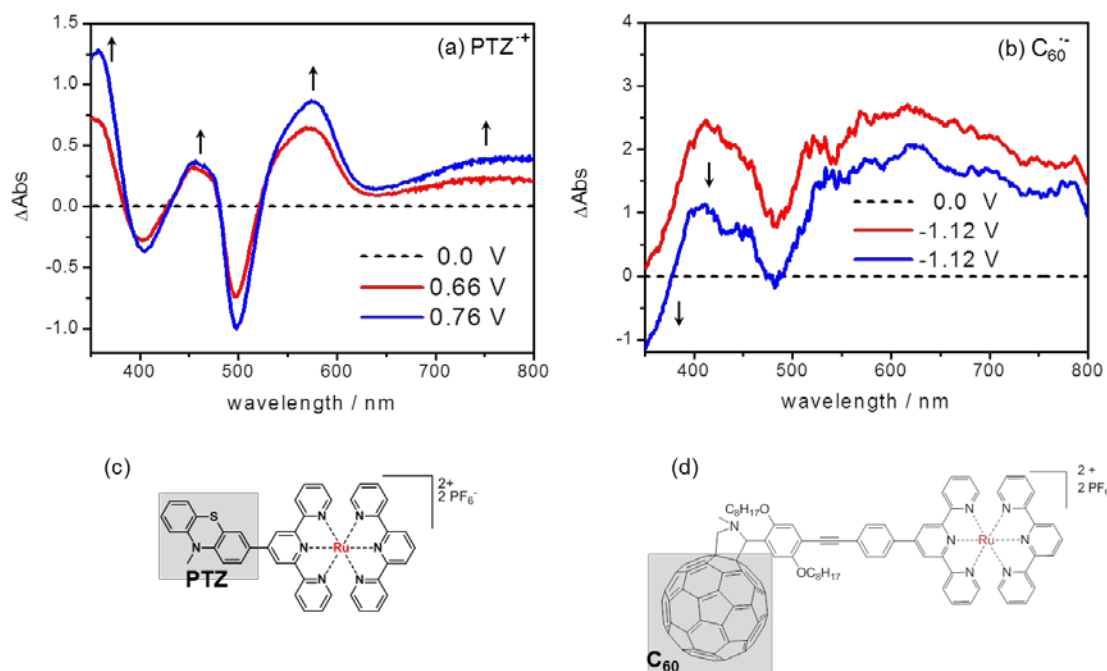 (a) PTZ·+
1.5
1.0
0.5
0.0
-0.5
-1.0
ΔAbs
0.0 V
0.66 V
0.76 V
400 500 600 700 800
wavelength / nm
(b) C60·-
4
3
2
1
0
-1
ΔAbs
0.0 V
-1.12 V
-1.12 V
400 500 600 700 800
wavelength / nm
(c)
2+
2 PF6-
S
N
PTZ
N
N
N
Ru
N
N
N
(d)
2+
2 PF6
C8H17O
N
OC8H17
N
N
N
Ru
N
N
N
C60